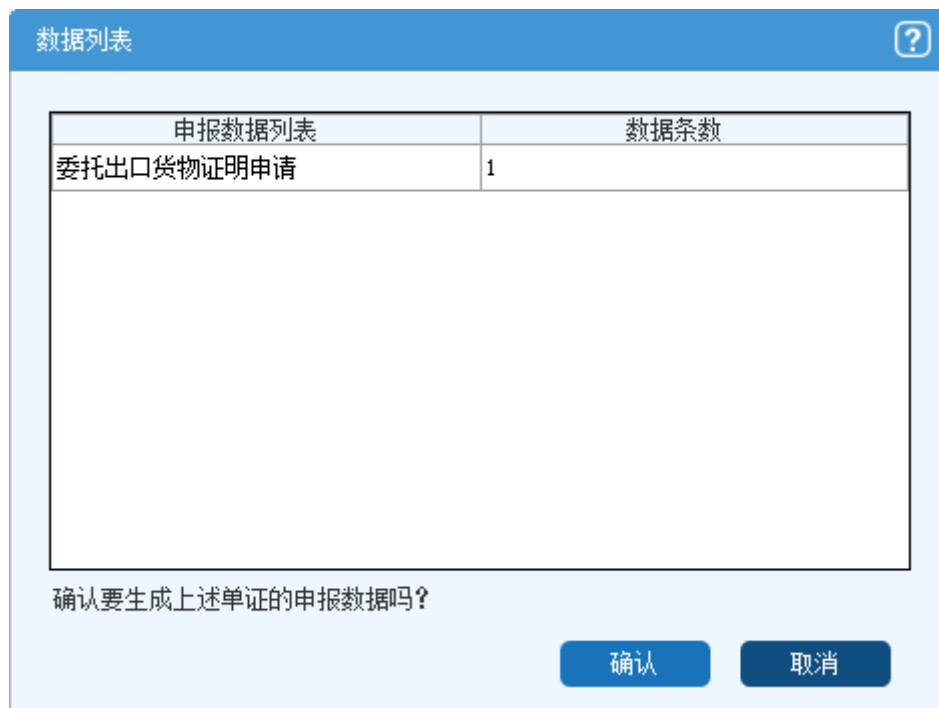 数据列表
申报数据列表 数据条数
委托出口货物证明申请 1
确认要生成上述单证的申报数据吗?
确认 取消